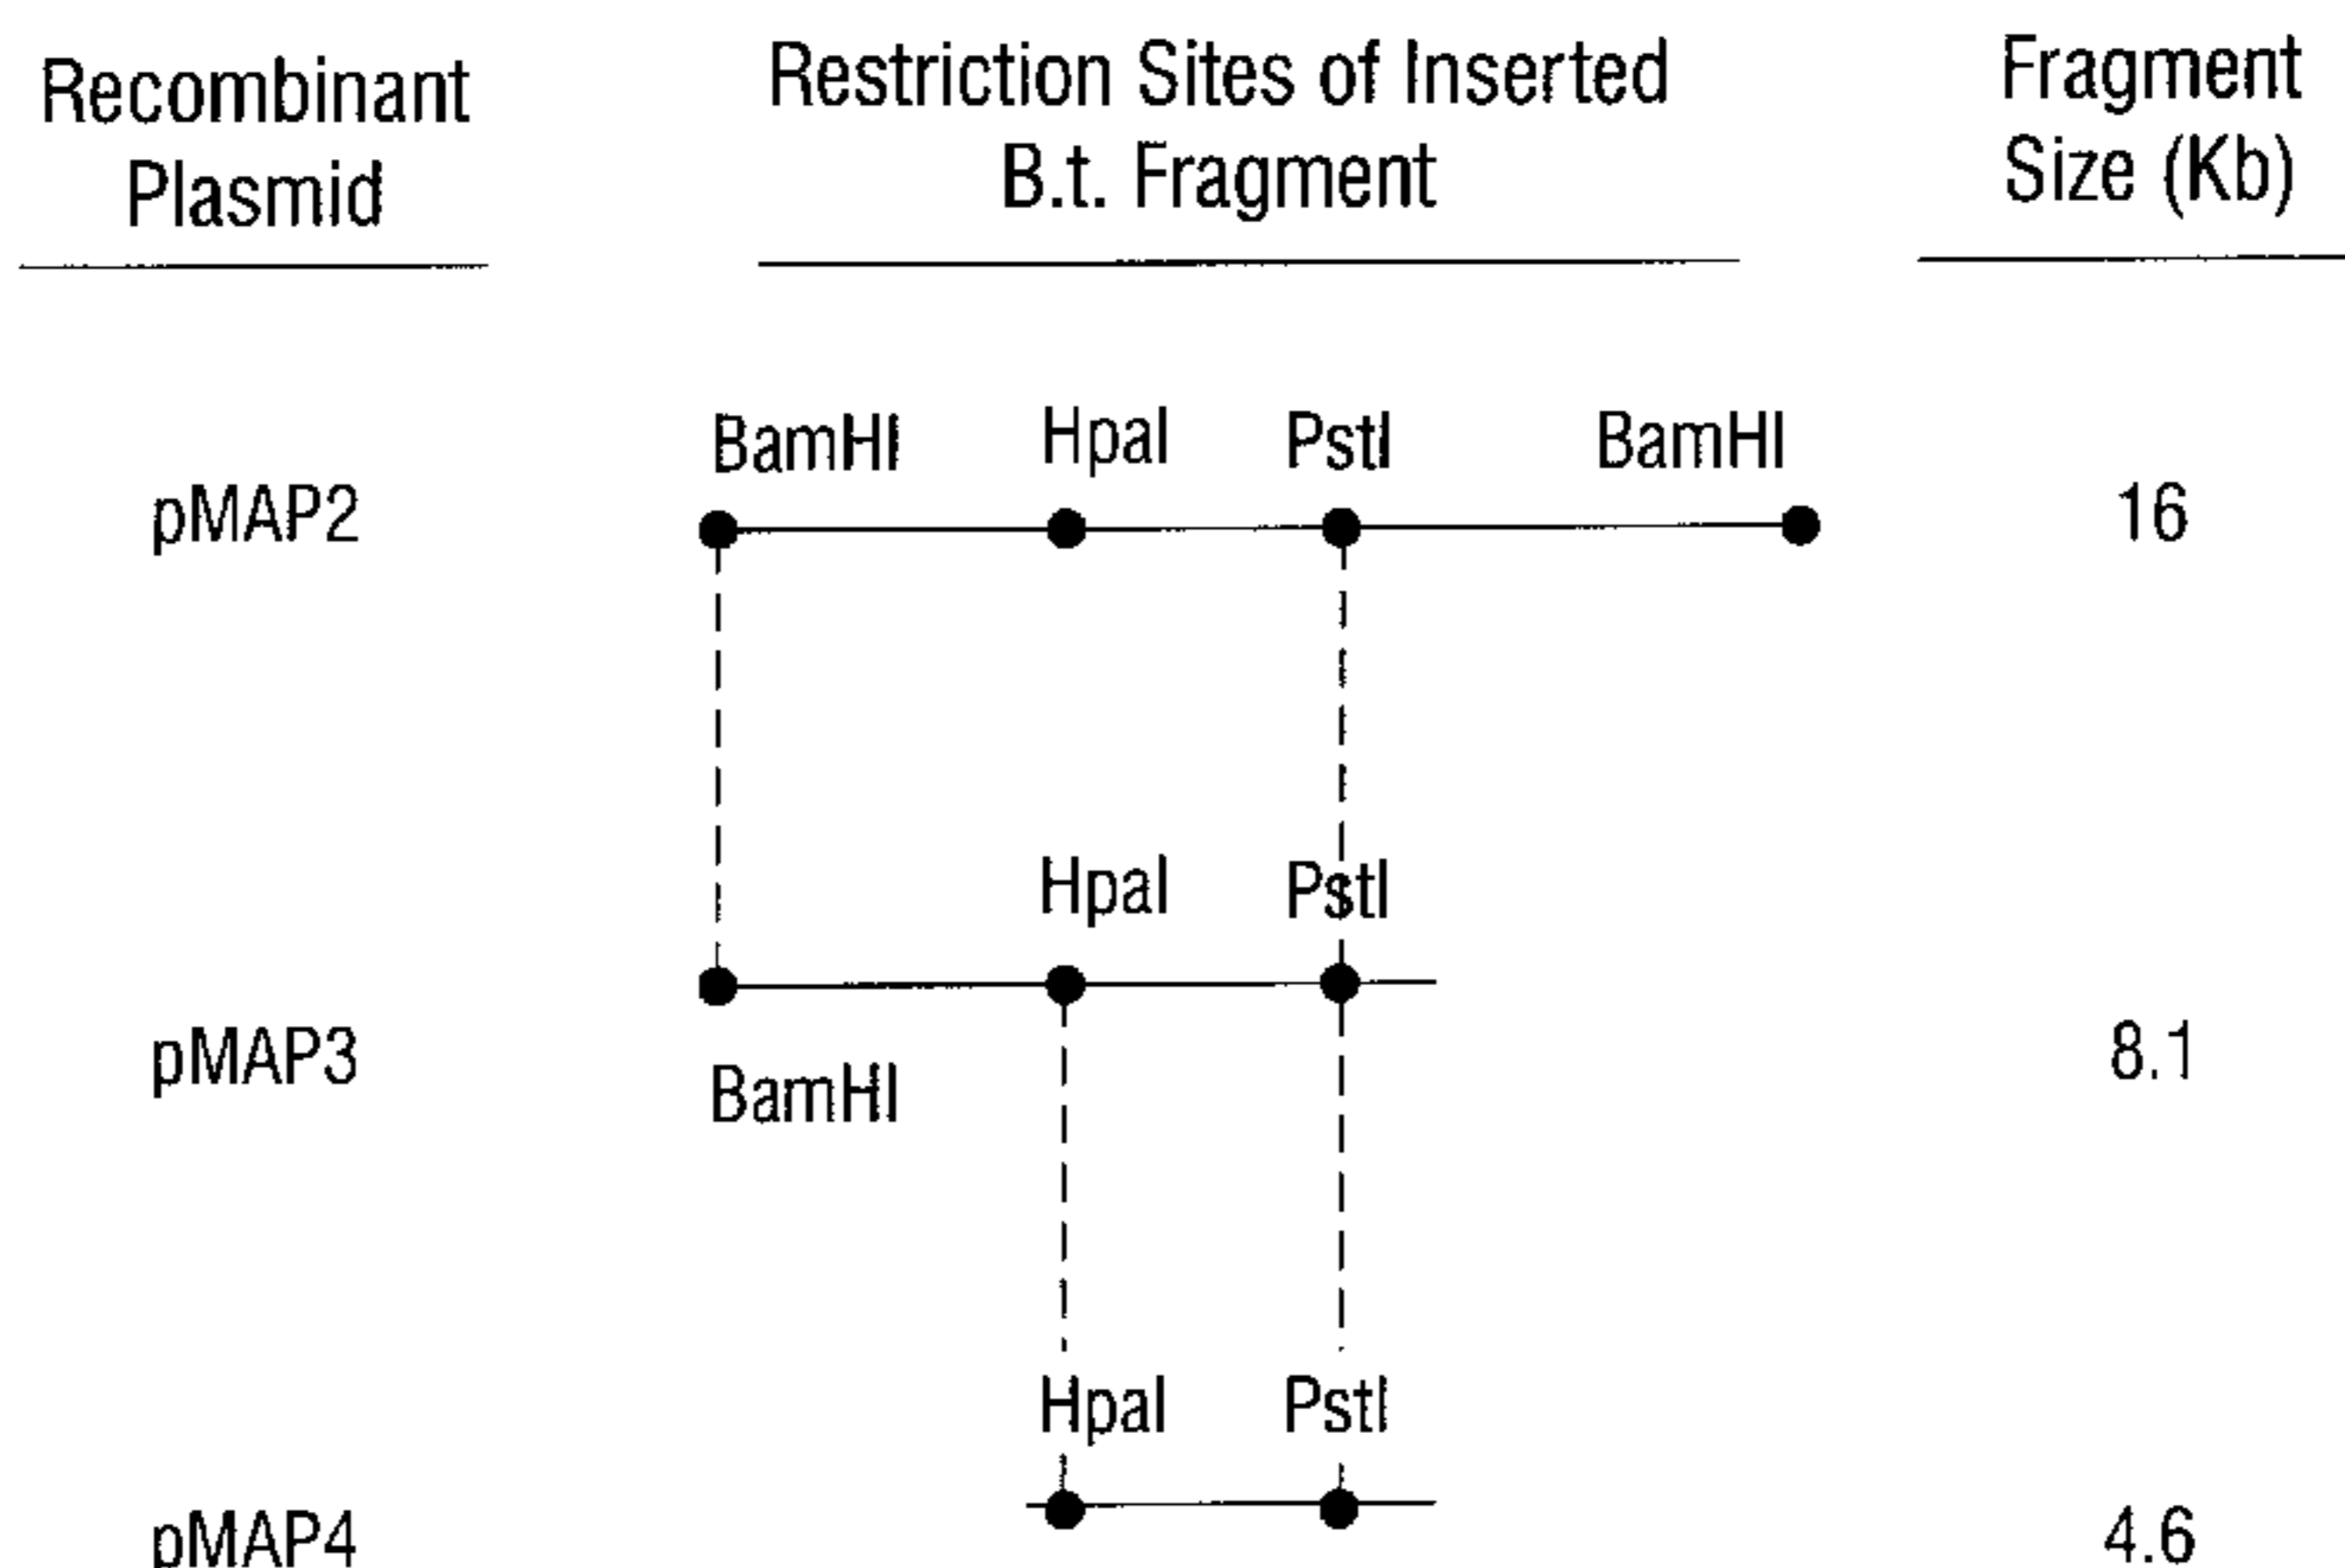 Recombinant
Plasmid
Restriction Sites of Inserted
B.t. Fragment
Fragment
Size (Kb)
BamHI HpaI PstI BamHI
pMAP2 16
HpaI PstI
pMAP3 8.1
BamHI
HpaI PstI
pMAP4 4.6